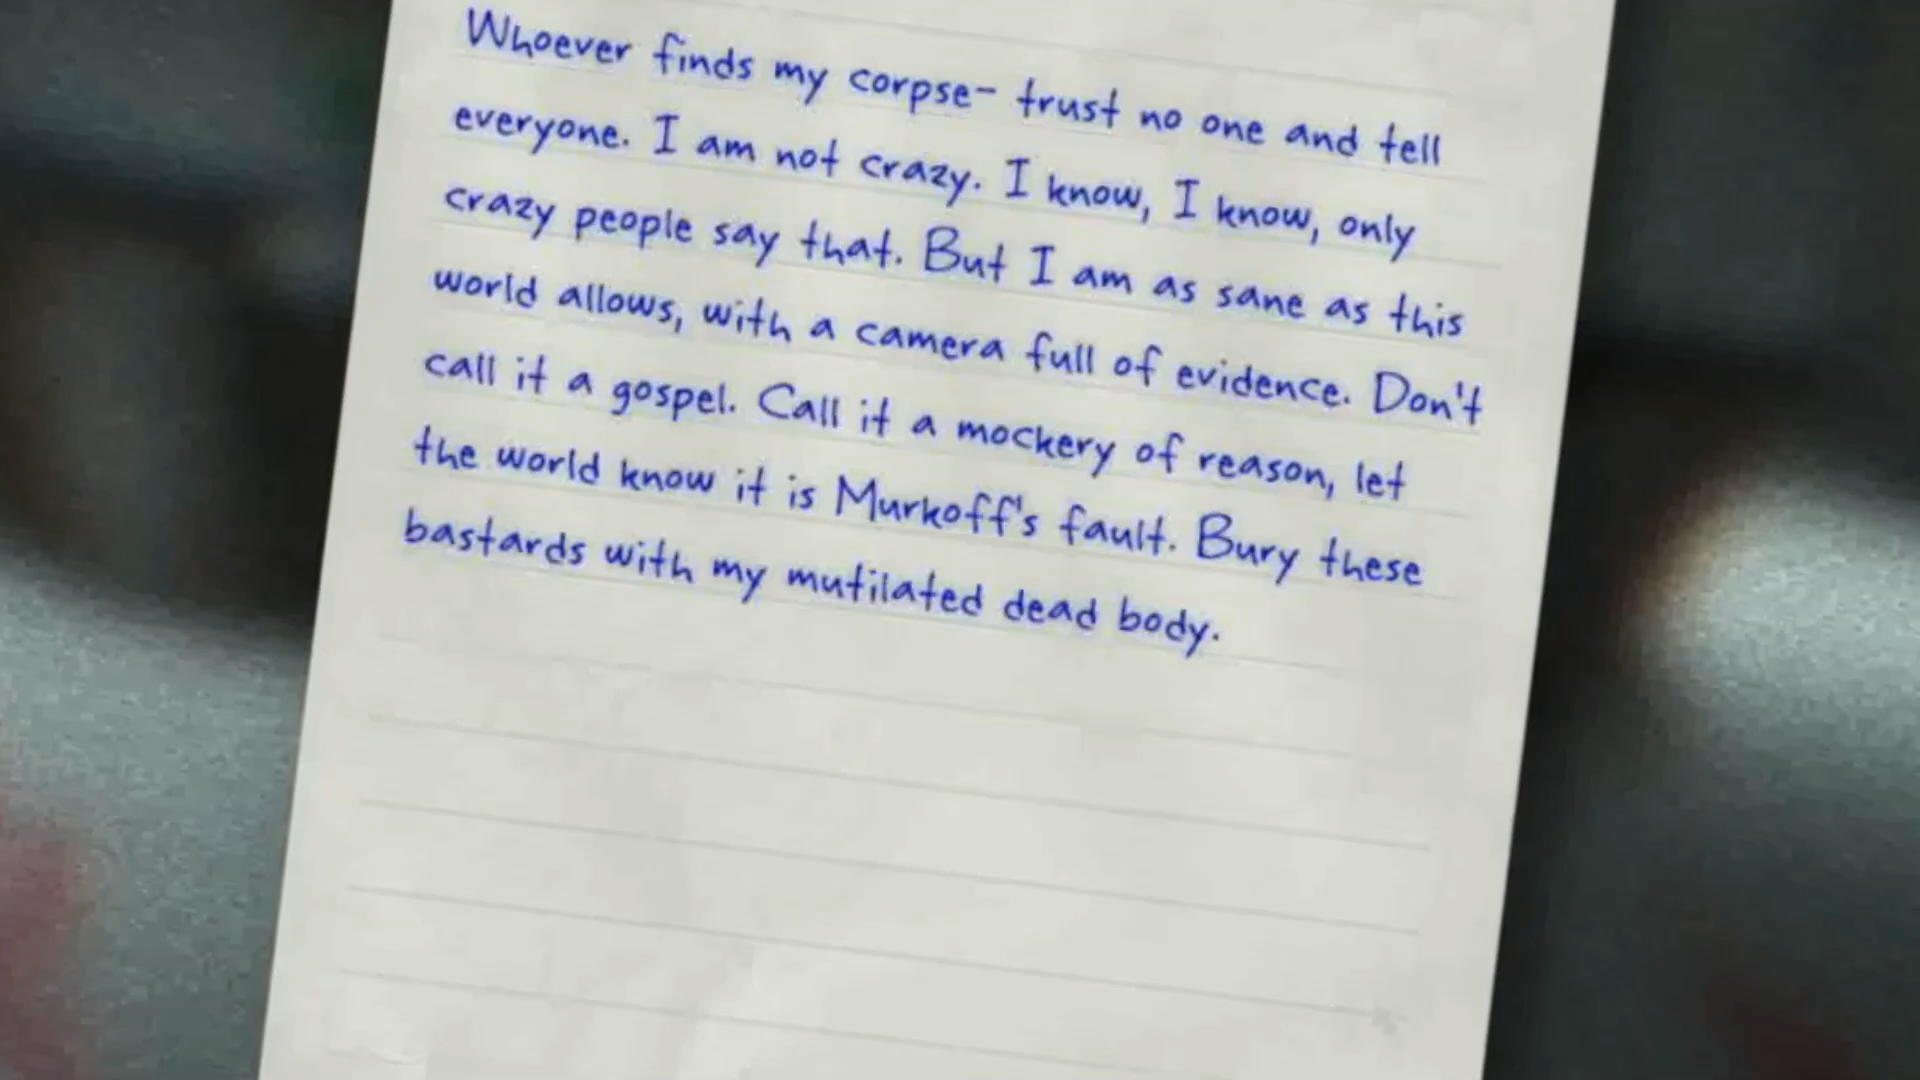 Whoever finds my corpse- trust no one and tell
everyone. I am not crazy. I know, I know, only
crazy people say that. But I am as sane as this
world allows, with a camera full of evidence. Don't
call it a gospel. Call it a mockery of reason, let
the world know it is Murkoff's fault. Bury these
bastards with my mutilated dead body.